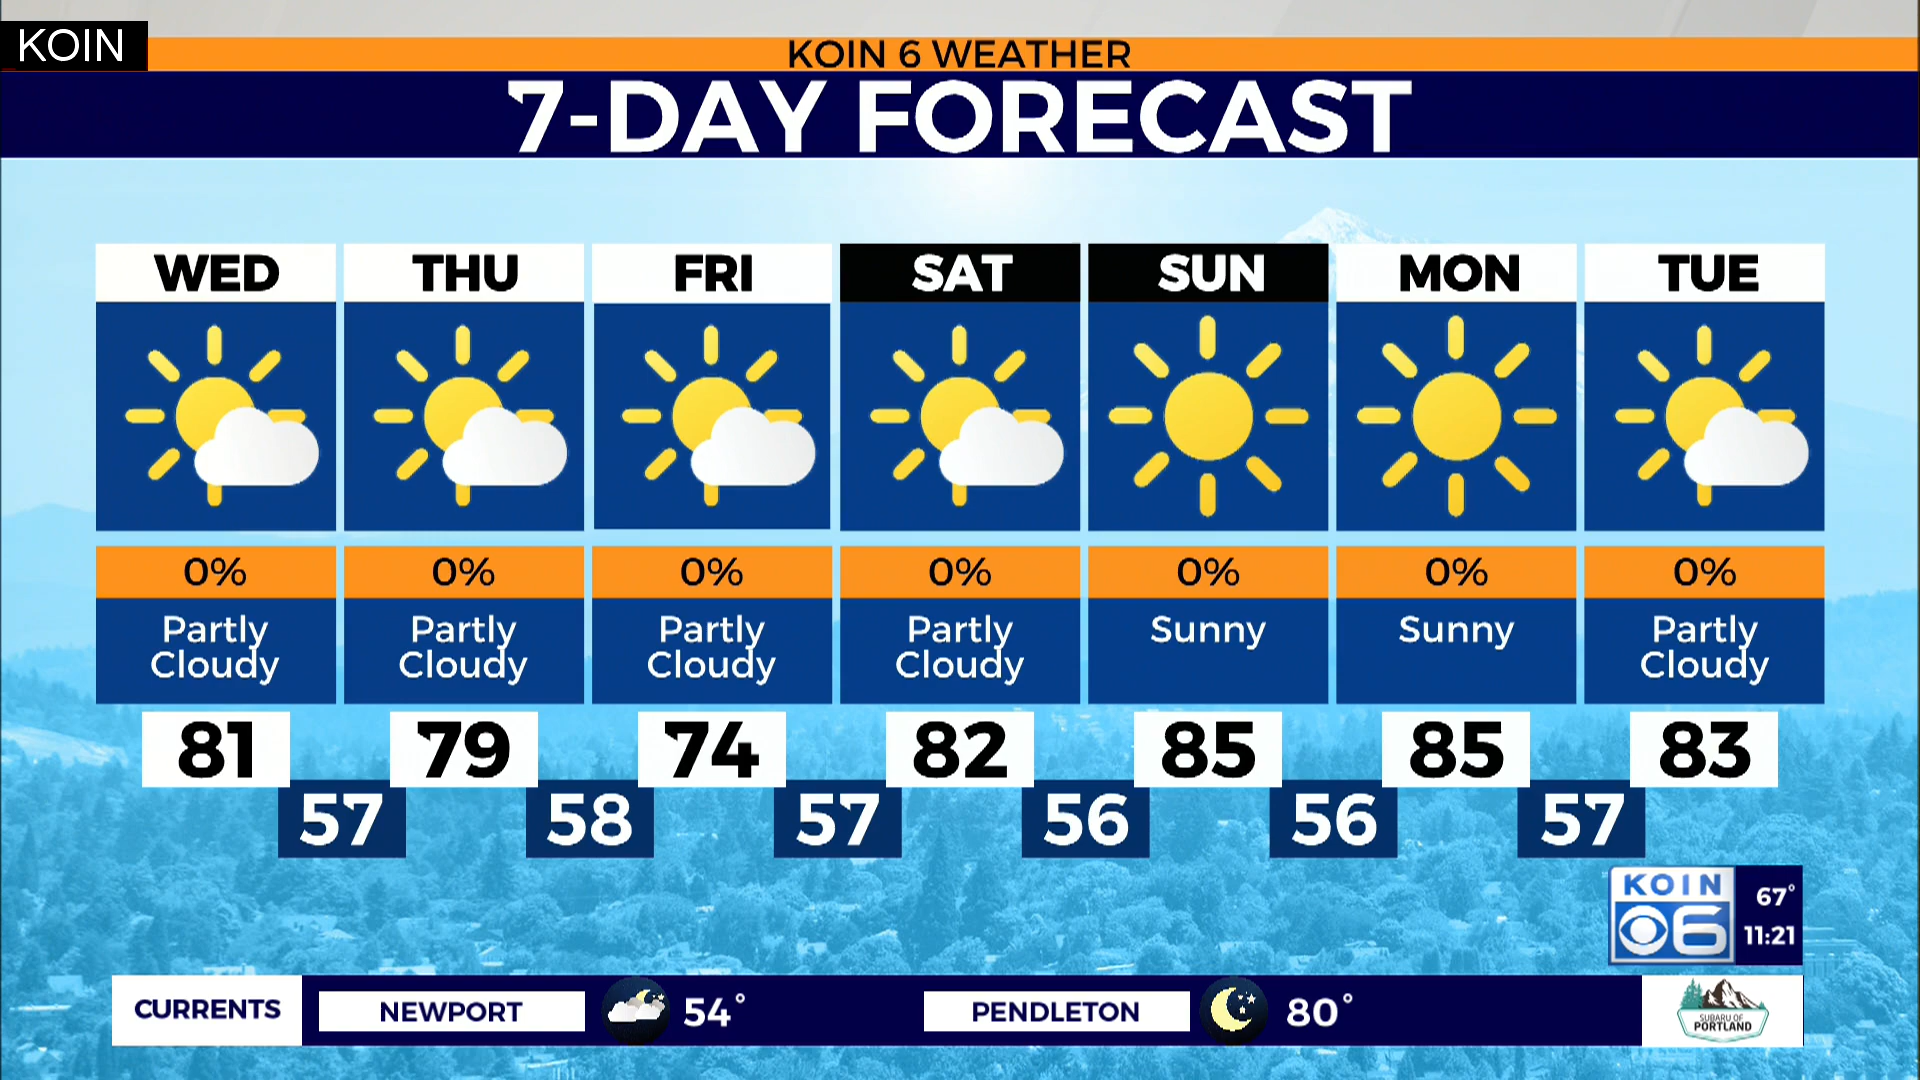 KOIN
KOIN 6 WEATHER
7-DAY FORECAST
WED THU FRI SAT SUN MON TUE
0% 0% 0% 0% 0% 0% 0%
Partly Partly Partly Partly Sunny Sunny Partly
Cloudy Cloudy Cloudy Cloudy Cloudy
81 79 74 82 85 85 83
57 58 57 56 56 57
KOIN
6
67°
11:21
CURRENTS NEWPORT 54° PENDLETON 80°
SUBARU OF
PORTLAND